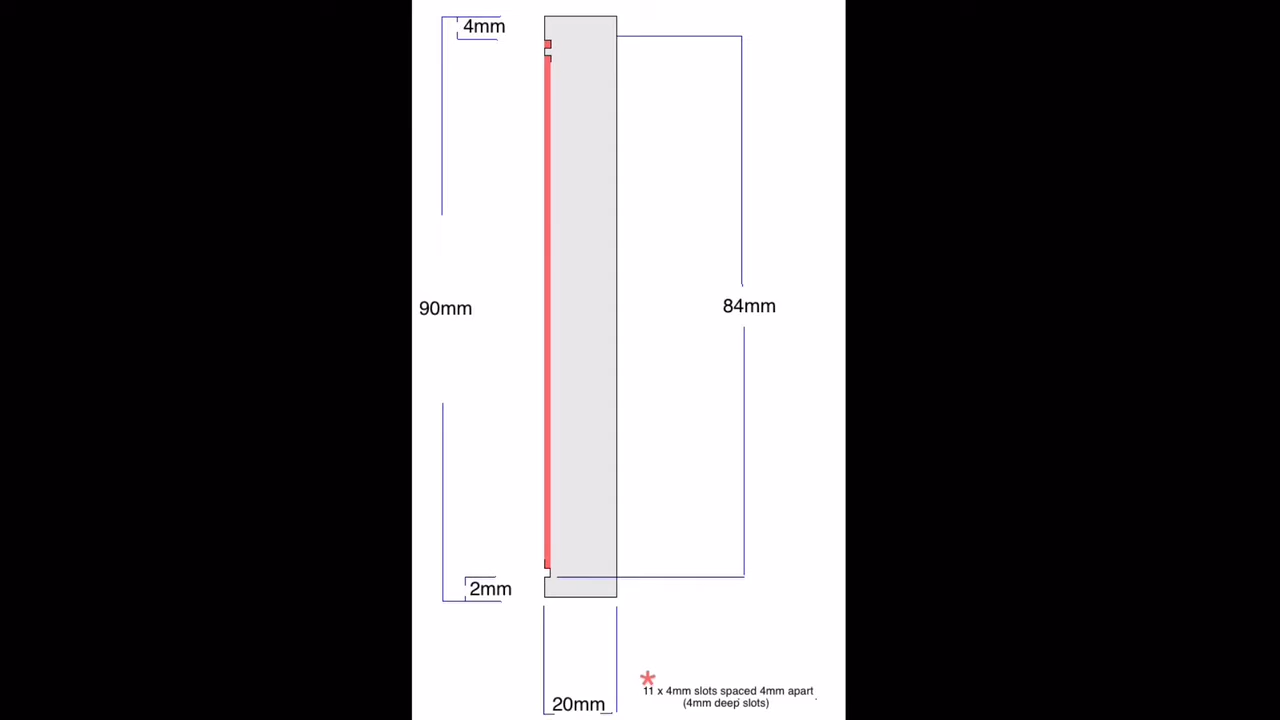 4mm
90mm
84mm
2mm
20mm
* 11 x 4mm slots spaced 4mm apart
(4mm deep slots)